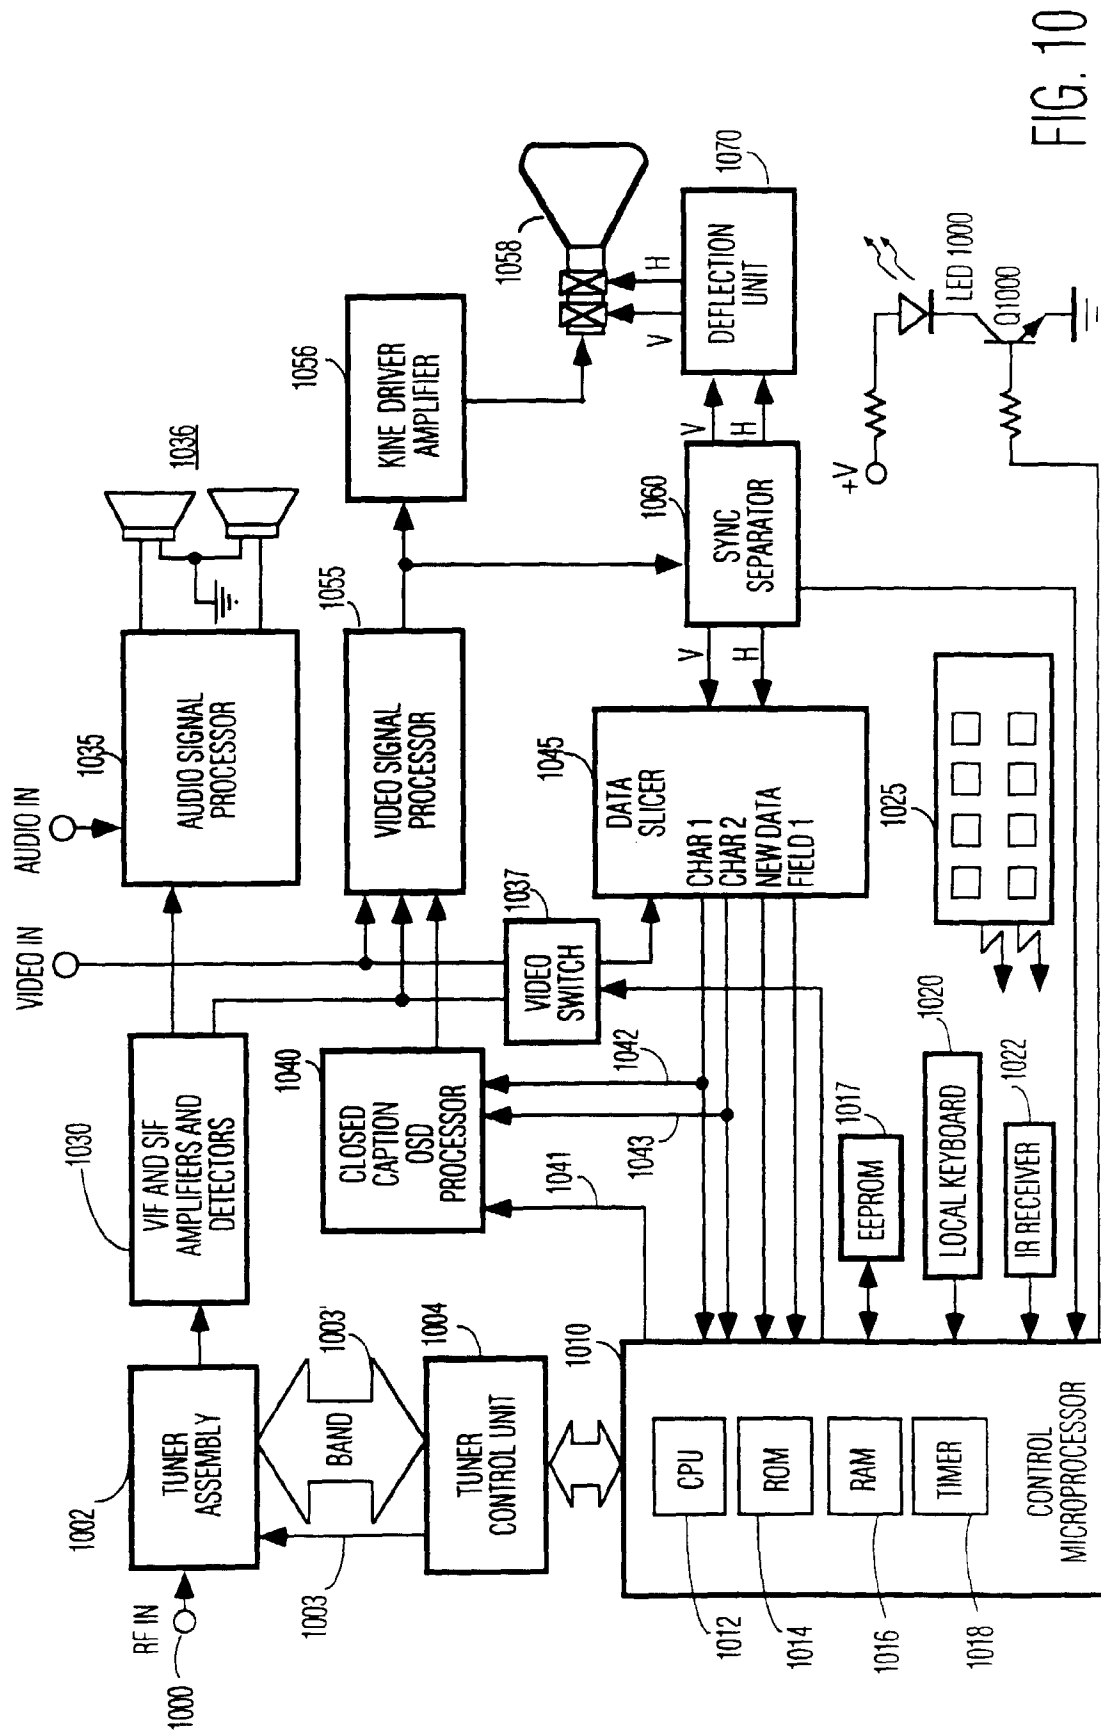 RF IN
1000
1002
TUNER
ASSEMBLY
1003
BAND
1003'
TUNER
CONTROL UNIT
1004
1030
VIF AND SIF
AMPLIFIERS AND
DETECTORS
VIDEO IN
AUDIO IN
1035
AUDIO SIGNAL
PROCESSOR
1036
1040
CLOSED
CAPTION
OSD
PROCESSOR
1041
1043
1042
VIDEO
SWITCH
1037
VIDEO SIGNAL
PROCESSOR
1055
1056
KINE DRIVER
AMPLIFIER
1058
V
H
DEFLECTION
UNIT
1070
V
H
1060
SYNC
SEPARATOR
V
H
1045
DATA
SLICER
CHAR 1
CHAR 2
NEW DATA
FIELD 1
1010
CPU
ROM
RAM
TIMER
1012
1014
1016
1018
CONTROL
MICROPROCESSOR
EEPROM
1017
LOCAL KEYBOARD
1020
IR RECEIVER
1022
1025
+V
LED 1000
Q1000
FIG. 10